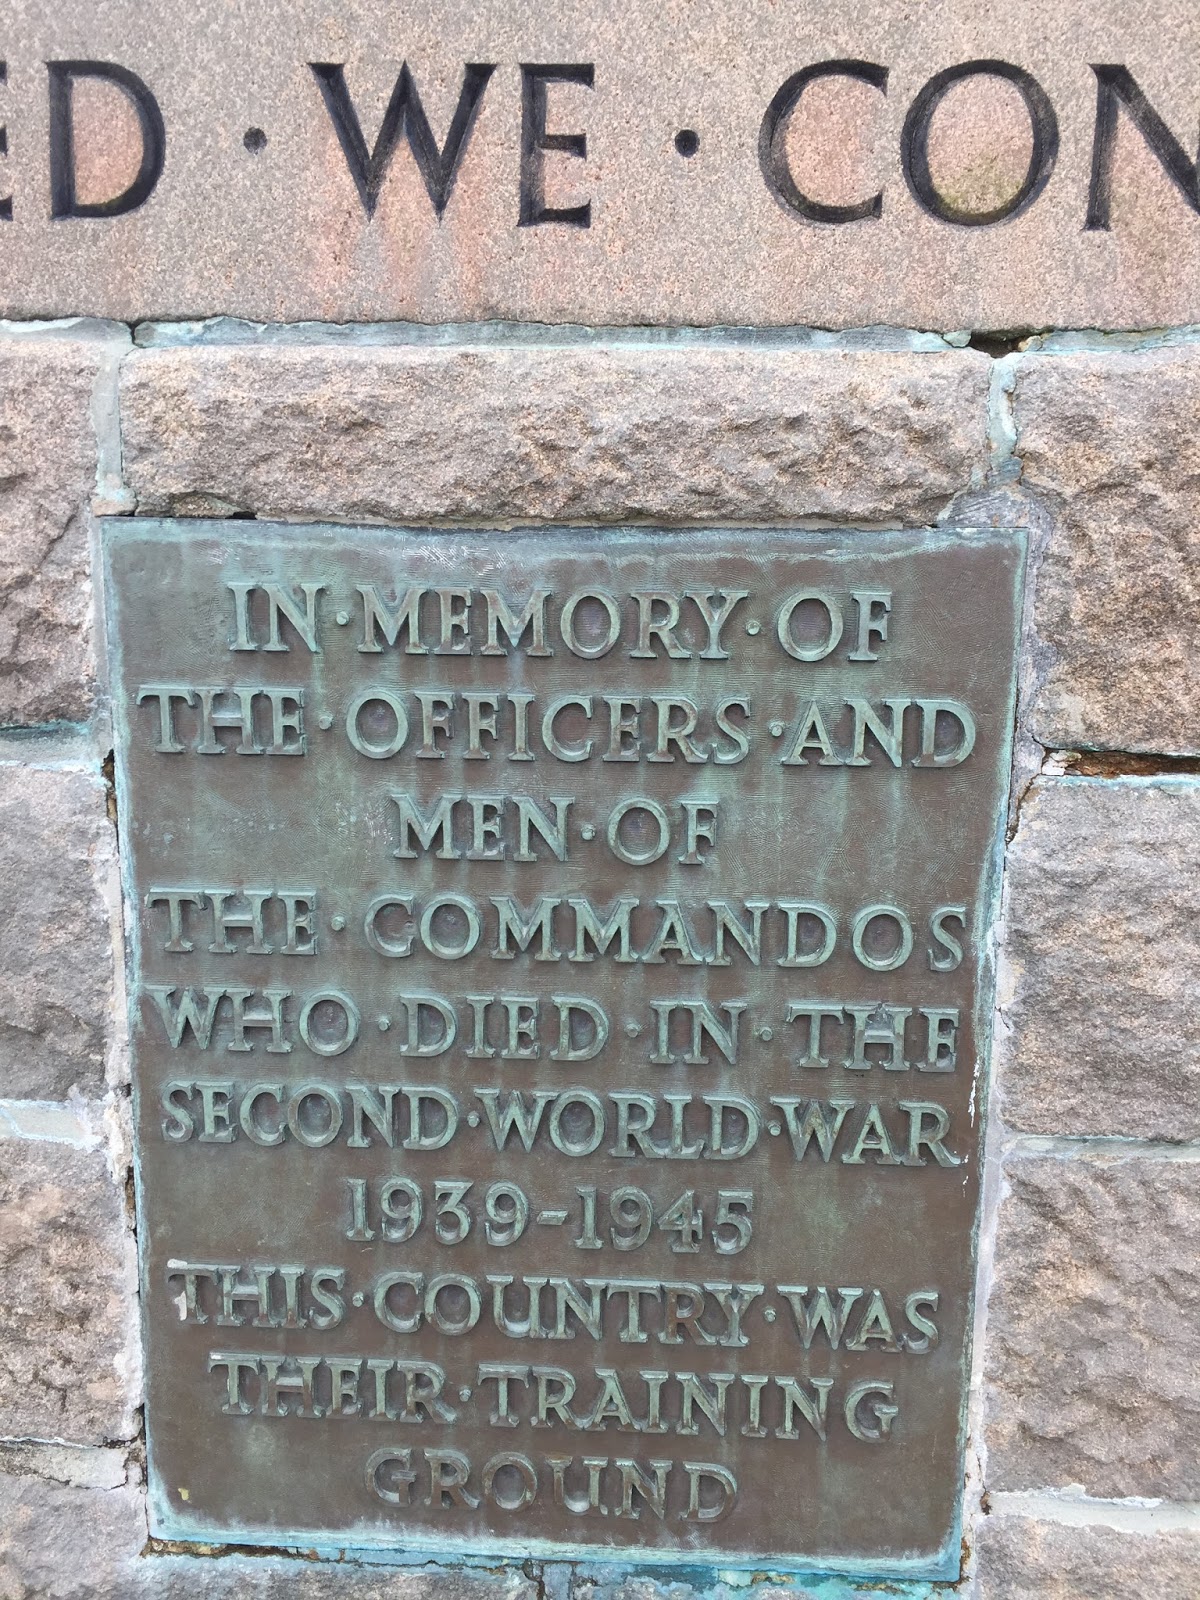 ED · WE · CON
IN · MEMORY · OF
THE · OFFICERS · AND
MEN · OF
THE · COMMANDOS
WHO · DIED · IN · THE
SECOND · WORLD · WAR
1939-1945
THIS · COUNTRY · WAS
THEIR · TRAINING
GROUND